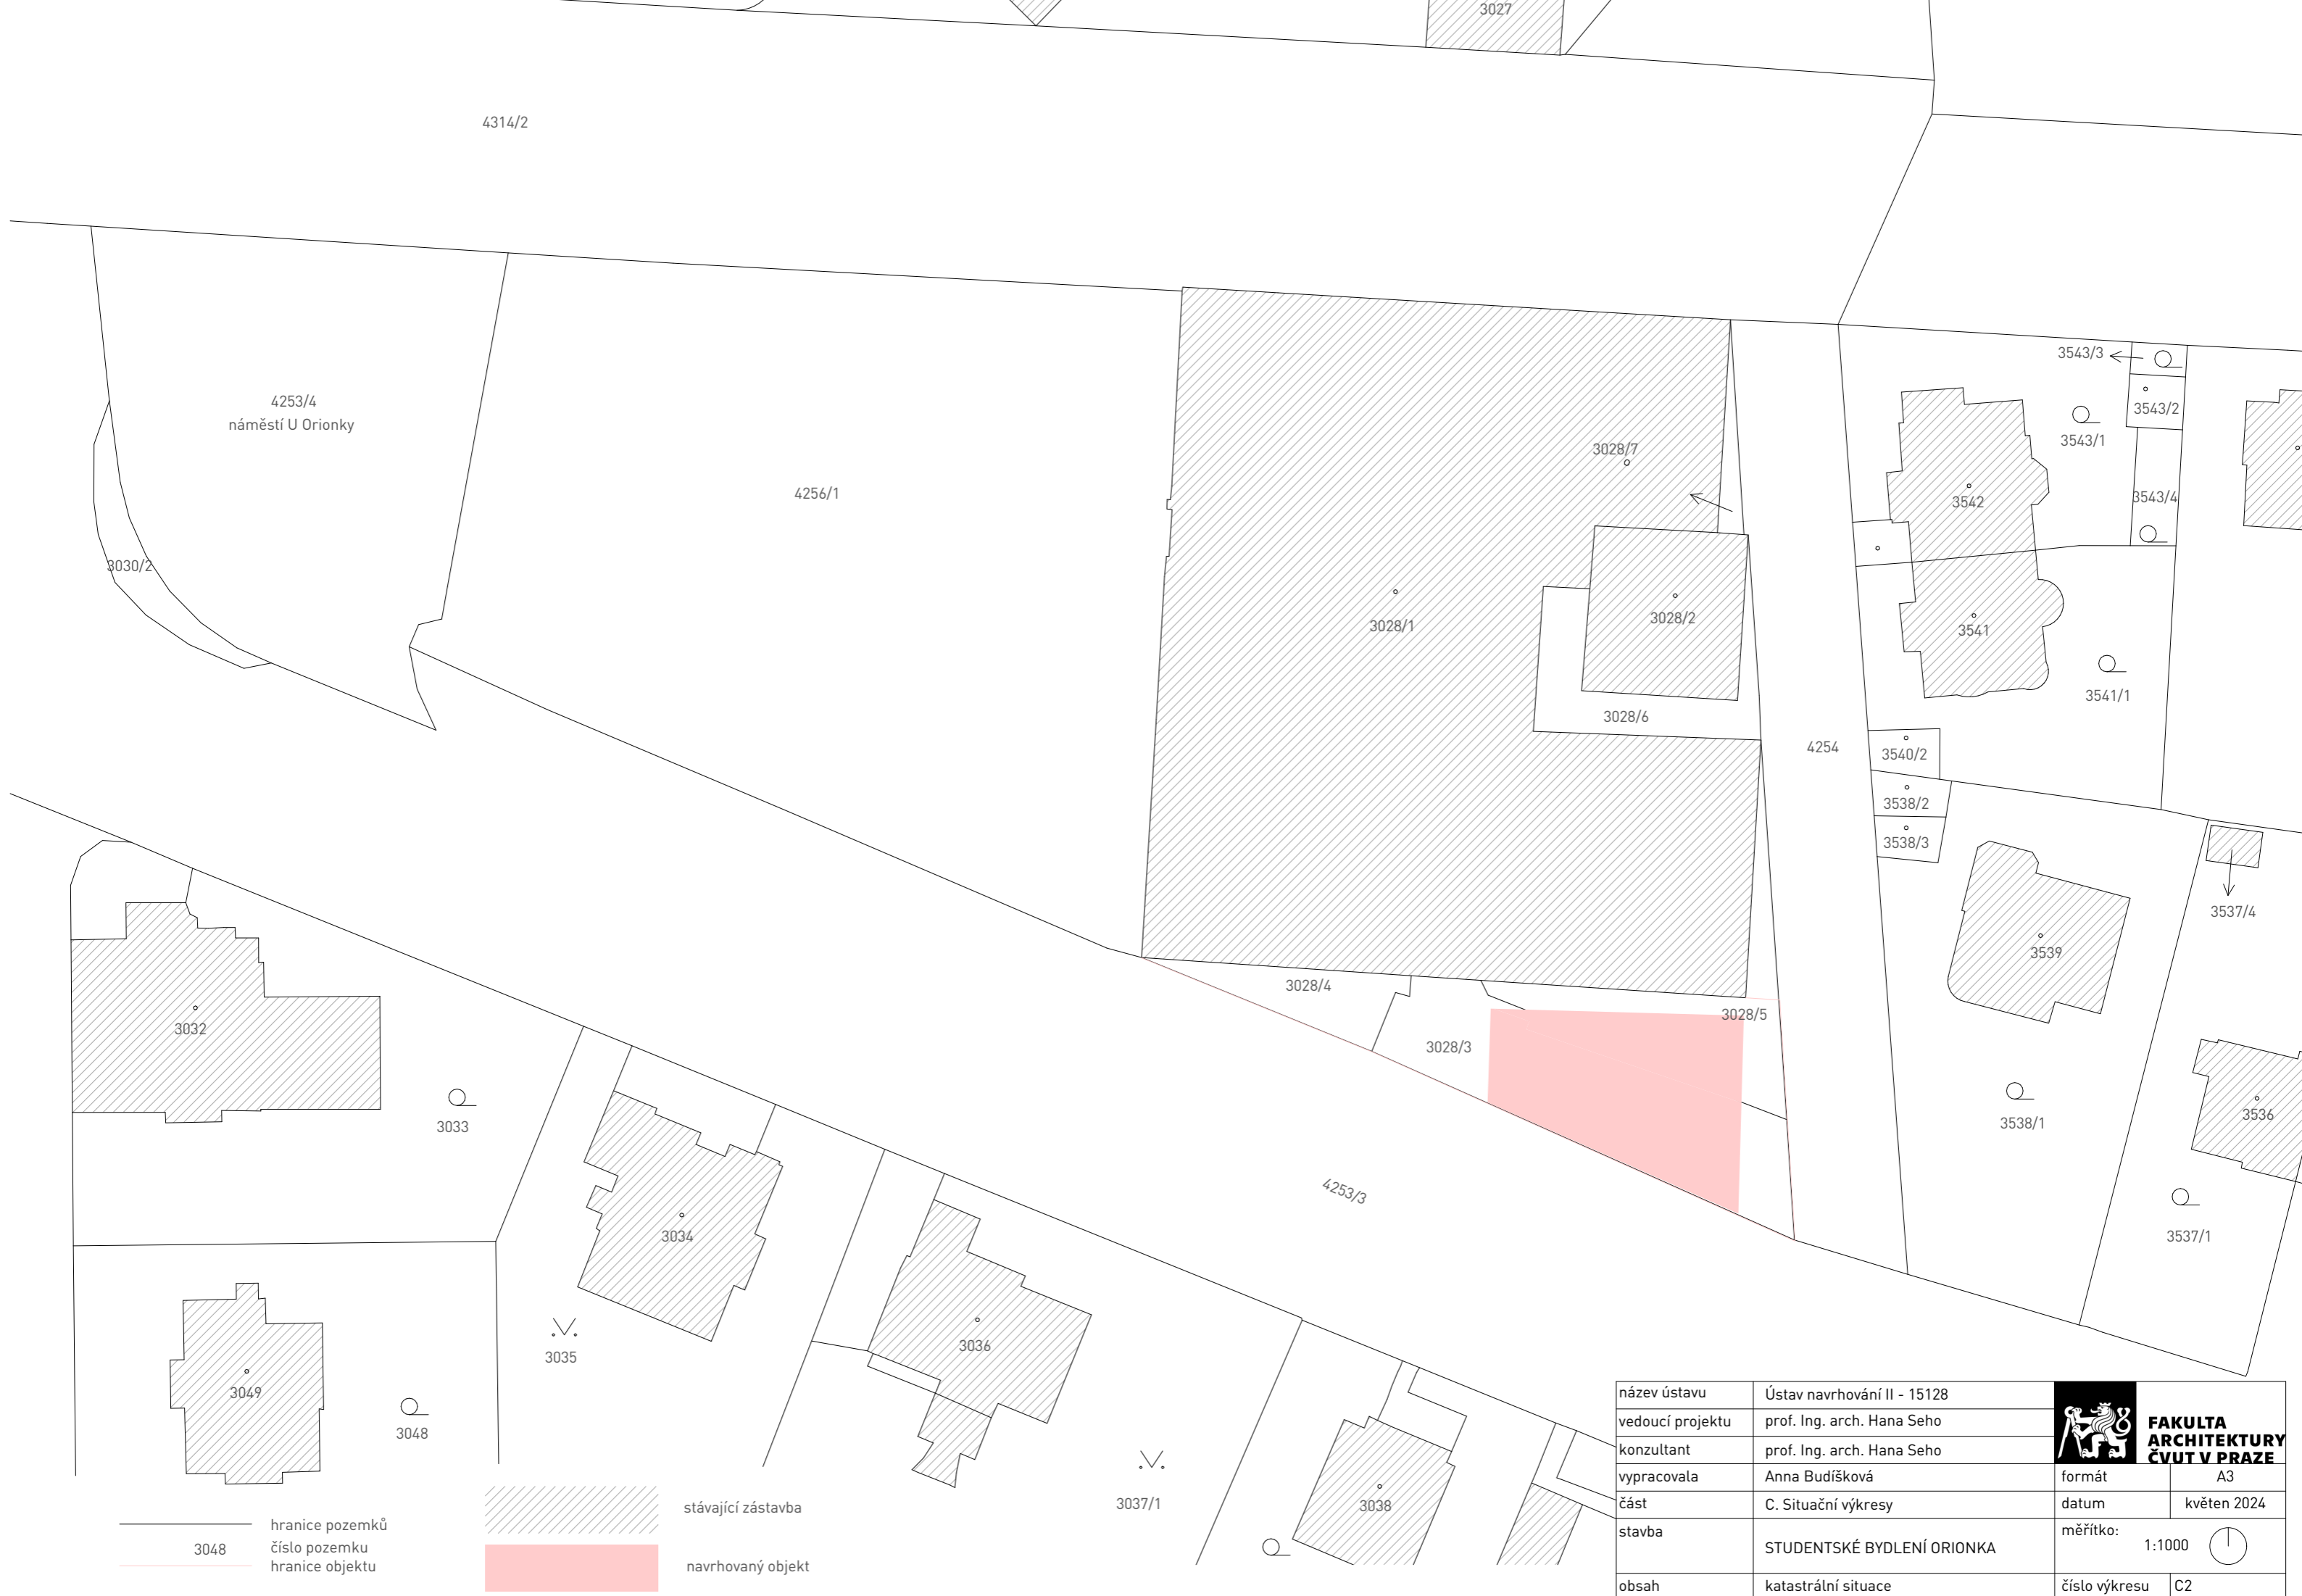 3027
4314/2
3543/3
3543/2
4253/4
náměstí U Orionky
3543/1
3028/7
4256/1
3543/4
3542
3030/2
3028/2
3028/1
3541
3541/1
3028/6
4254
3540/2
3538/2
3538/3
3537/4
3539
3028/4
3028/5
3032
3028/3
3536
3538/1
3033
4253/3
3034
3537/1
3036
3035
3049
3048
3037/1
3038
hranice pozemků
3048
číslo pozemku
hranice objektu
stávající zástavba
navrhovaný objekt
název ústavu
Ústav navrhování II - 15128
vedoucí projektu
prof. Ing. arch. Hana Seho
konzultant
prof. Ing. arch. Hana Seho
FAKULTA
ARCHITEKTURY
ČVUT V PRAZE
vypracovala
Anna Budíšková
formát
A3
část
C. Situační výkresy
datum
květen 2024
stavba
STUDENTSKÉ BYDLENÍ ORIONKA
měřítko:
1:1000
obsah
katastrální situace
číslo výkresu
C2